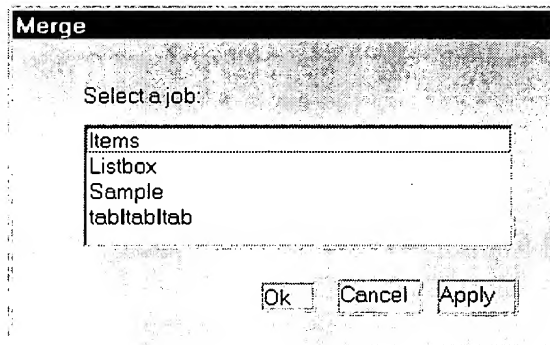 Merge
Select a job:
Items
Listbox
Sample
tabltabltab
Ok Cancel Apply